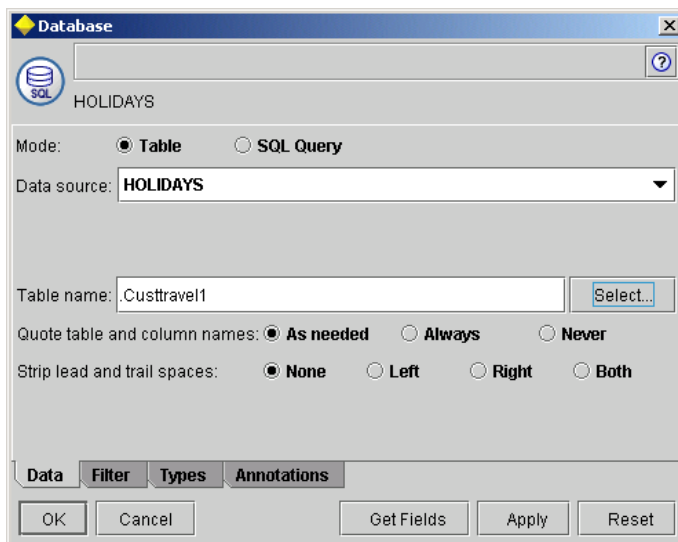 Database
SQL
HOLIDAYS
Mode: Table SQL Query
Data source: HOLIDAYS
Table name: .Custtravel1 Select...
Quote table and column names: As needed Always Never
Strip lead and trail spaces: None Left Right Both
Data Filter Types Annotations
OK Cancel Get Fields Apply Reset